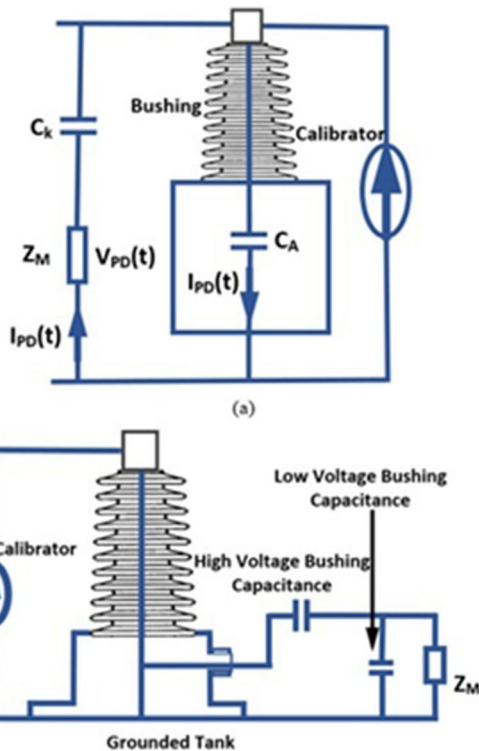 Bushing
Calibrator
Ck
CA
ZM
VPD(t)
IPD(t)
IPD(t)
(a)
Low Voltage Bushing
Capacitance
Calibrator
High Voltage Bushing
Capacitance
ZM
Grounded Tank